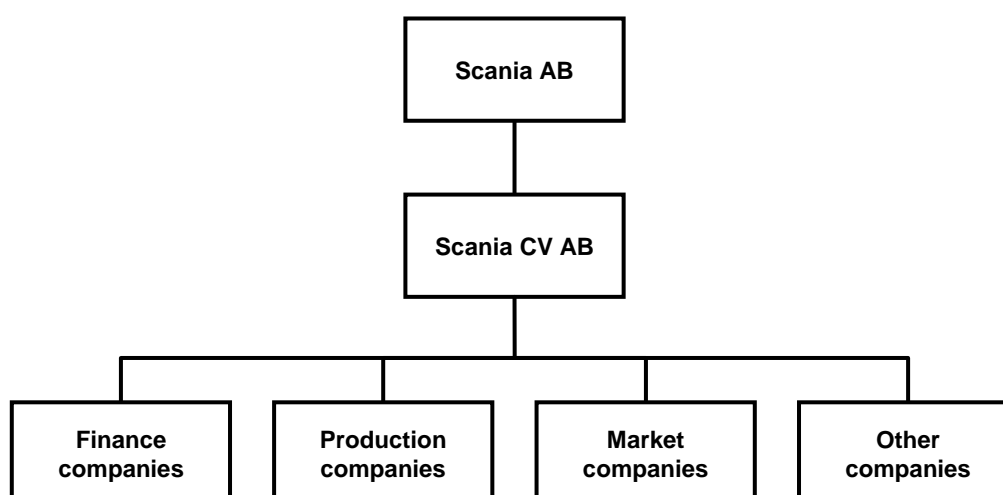 Scania AB
Scania CV AB
Finance
companies
Production
companies
Market
companies
Other
companies